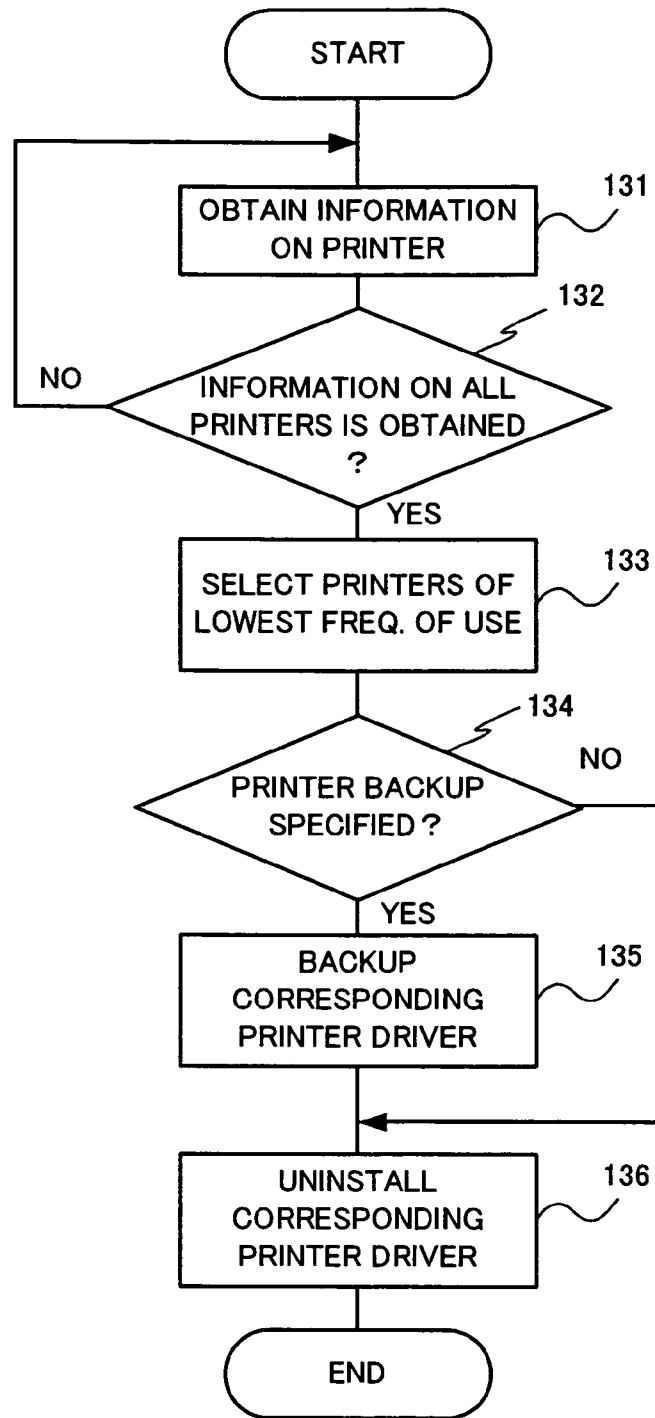 START
131
OBTAIN INFORMATION
ON PRINTER
132
NO
INFORMATION ON ALL
PRINTERS IS OBTAINED
?
YES
133
SELECT PRINTERS OF
LOWEST FREQ. OF USE
134
NO
PRINTER BACKUP
SPECIFIED?
YES
135
BACKUP
CORRESPONDING
PRINTER DRIVER
136
UNINSTALL
CORRESPONDING
PRINTER DRIVER
END